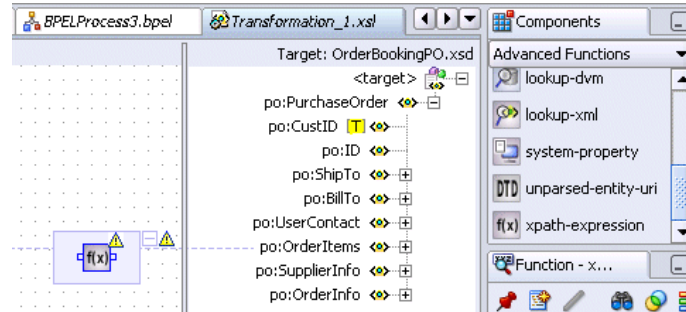 BPELProcess3.bpel
Transformation_1.xsl
Components
Target: OrderBookingPO.xsd
Advanced Functions
<target>
lookup-dvm
po:PurchaseOrder
lookup-xml
po:CustID [T]
po:ID
system-property
po:ShipTo
po:BillTo
DTD unparsed-entity-uri
po:UserContact
f(x) xpath-expression
po:OrderItems
f(x)
po:SupplierInfo
Function - x...
po:OrderInfo